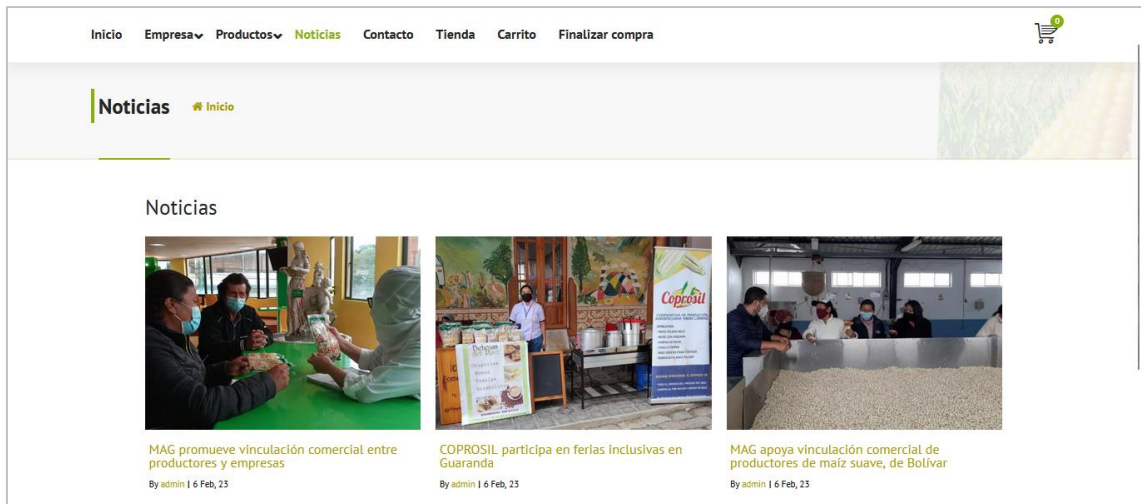 Inicio Empresa Productos Noticias Contacto Tienda Carrito Finalizar compra
0
Noticias Inicio
Noticias
Coprosil
MAG promueve vinculación comercial entre
productores y empresas
By admin | 6 Feb, 23
COPROSIL participa en ferias inclusivas en
Guaranda
By admin | 6 Feb, 23
MAG apoya vinculación comercial de
productores de maíz suave, de Bolívar
By admin | 6 Feb, 23